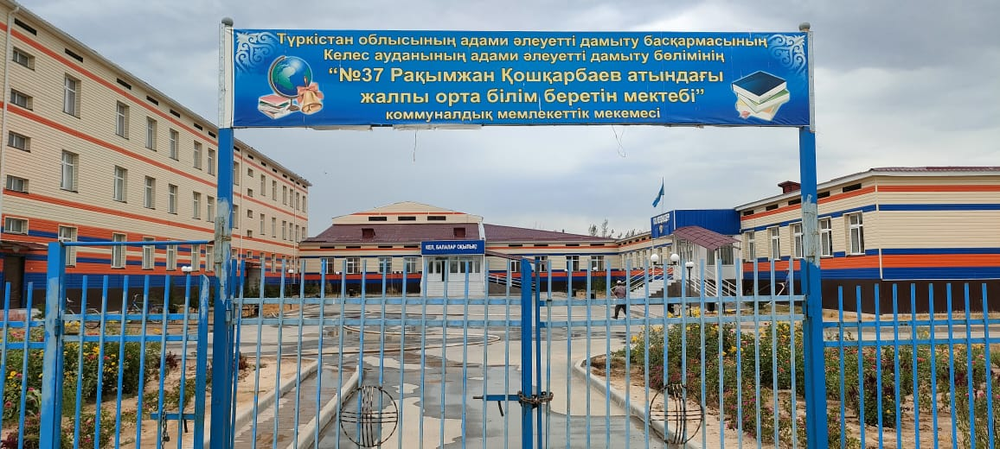 Түркістан облысының адами әлеуетті дамыту басқармасының
Келес ауданының адами әлеуетті дамыту бөлімінің
“№37 Рақымжан Қошқарбаев атындағы
жалпы орта білім беретін мектебі”
коммуналдық мемлекеттік мекемесі
КЕЛ, БАЛАЛАР ОҚЫЛЫҚ!